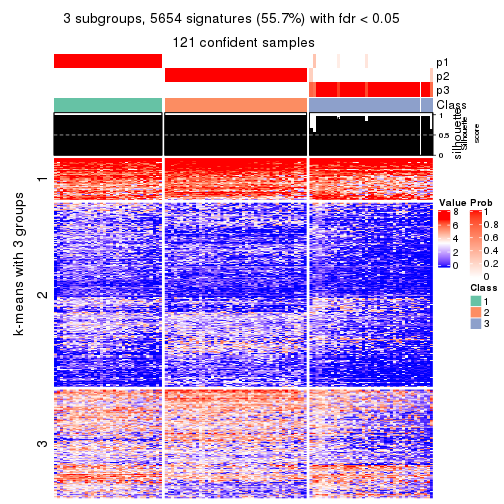 3 subgroups, 5654 signatures (55.7%) with fdr < 0.05
121 confident samples
p1
p2
p3
Class
1
0.5
0
silhouette
Silhouette
score
k-means with 3 groups
1
2
3
Value
8
6
4
2
0
Prob
1
0.8
0.6
0.4
0.2
0
Class
1
2
3